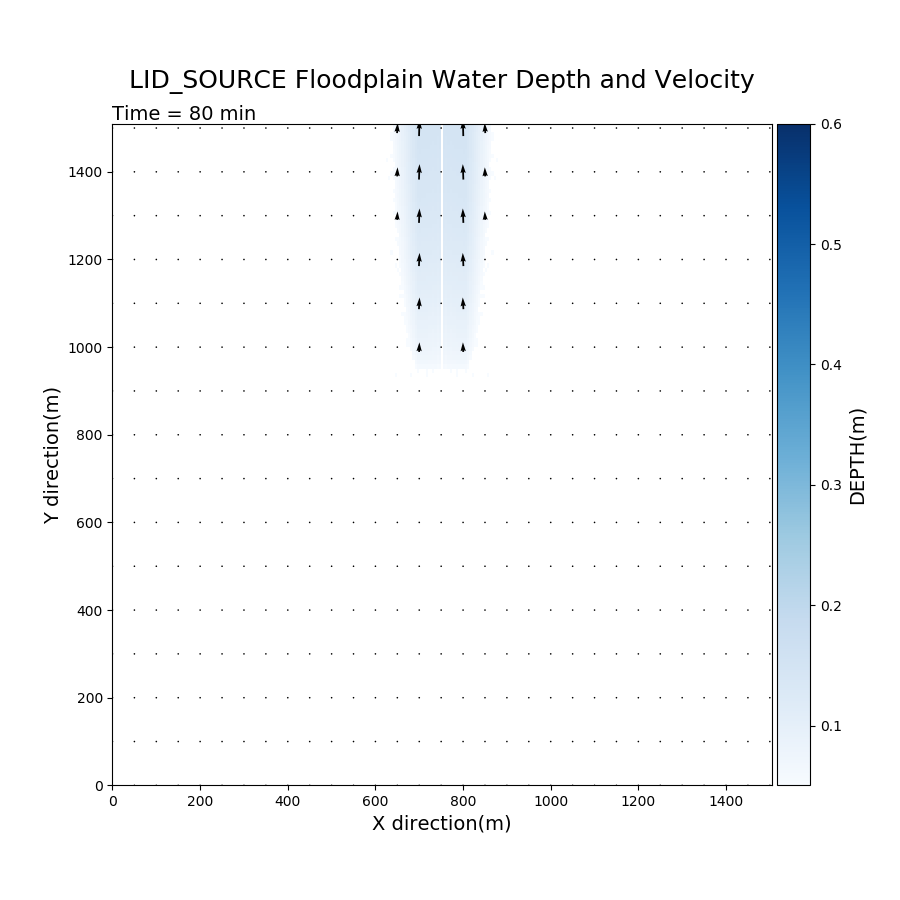 LID_SOURCE Floodplain Water Depth and Velocity
Time = 80 min
0.6
1400
0.5
1200
0.4
1000
Y direction(m)
DEPTH(m)
800
0.3
600
400
0.2
200
0.1
0
0 200 400 600 800 1000 1200 1400
X direction(m)